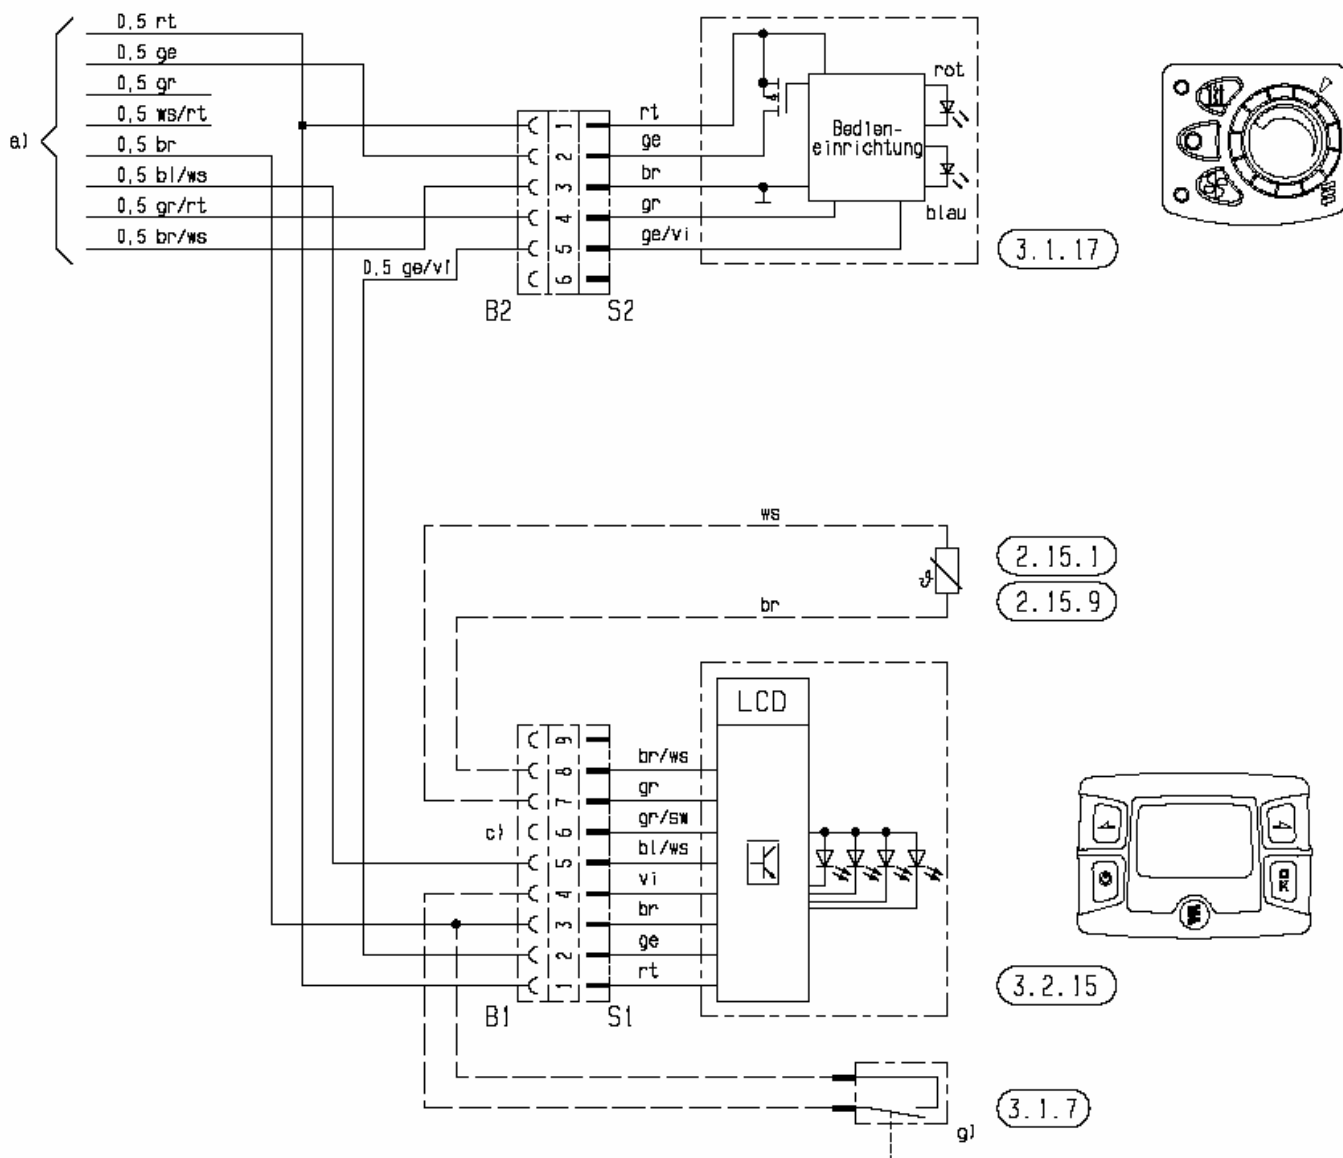 0,5 rt
0,5 ge
0,5 gr
0,5 ws/rt
0,5 br
0,5 bl/ws
0,5 gr/rt
0,5 br/ws
a)
0,5 ge/vi
1
2
3
4
5
6
B2
S2
rt
ge
br
gr
ge/vi
Bedien-
einrichtung
rot
blau
3.1.17
ws
br
ϑ
2.15.1
2.15.9
9
8
7
6
5
4
3
2
1
c)
B1
S1
br/ws
gr
gr/sw
bl/ws
vi
br
ge
rt
LCD
OK
3.2.15
3.1.7
g)